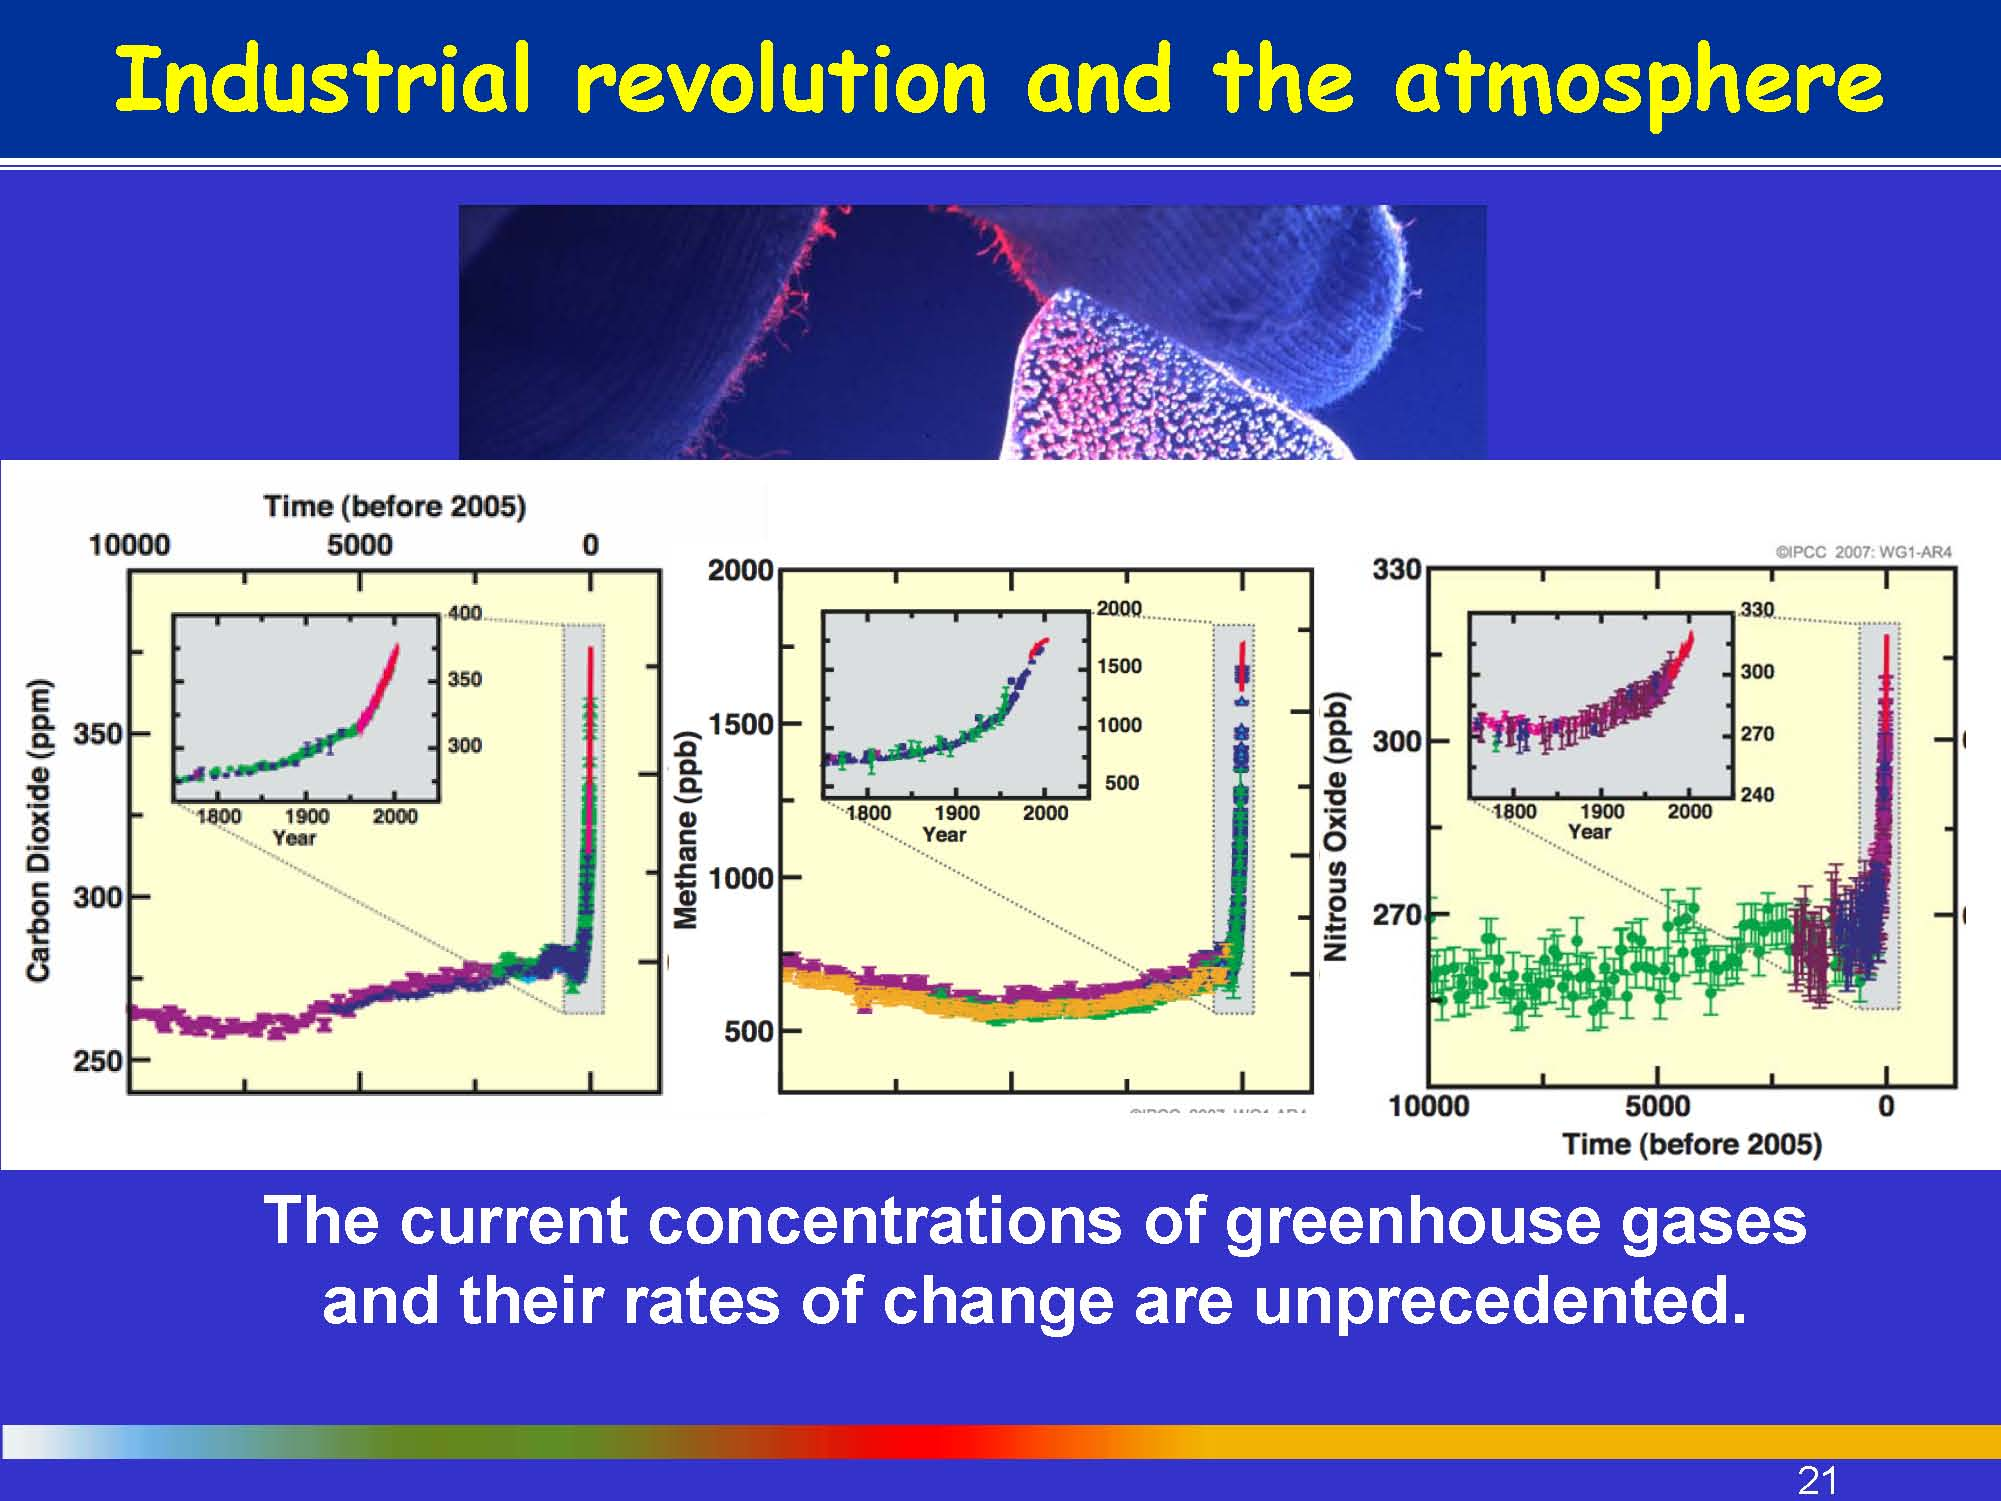 Industrial revolution and the atmosphere
Time (before 2005)
10000 5000 0
Carbon Dioxide (ppm)
350
300
250
400
350
300
1800 1900 2000
Year
Methane (ppb)
2000
1500
1000
500
2000
1500
1000
500
1800 1900 2000
Year
©IPCC 2007: WG1-AR4
Nitrous Oxide (ppb)
330
300
270
330
300
270
240
1800 1900 2000
Year
10000 5000 0
Time (before 2005)
The current concentrations of greenhouse gases
and their rates of change are unprecedented.
21